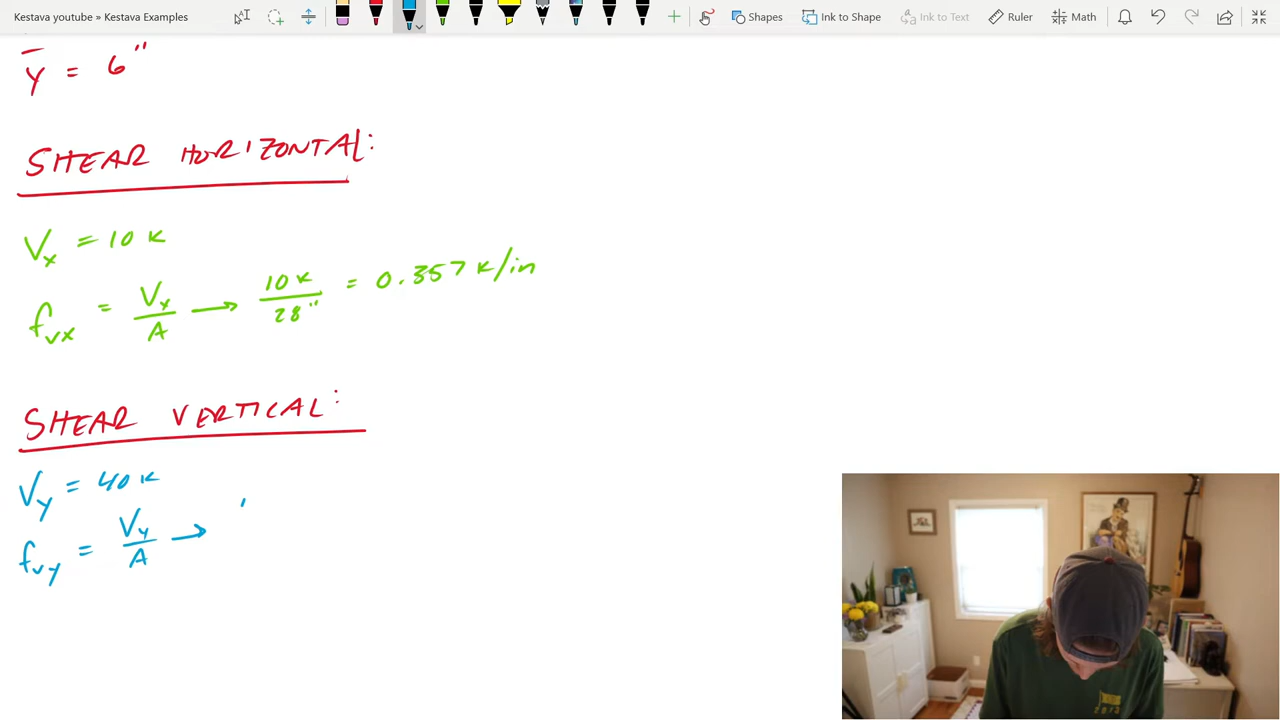 Kestava youtube » Kestava Examples
Shapes
Ink to Shape
Ink to Text
Ruler
Math
y = 6"
SHEAR HORIZONTAL:
Vx = 10 K
fvx = Vx/A → 10 K/28" = 0.357 K/in
SHEAR VERTICAL:
Vy = 40 K
fvy = Vy/A →